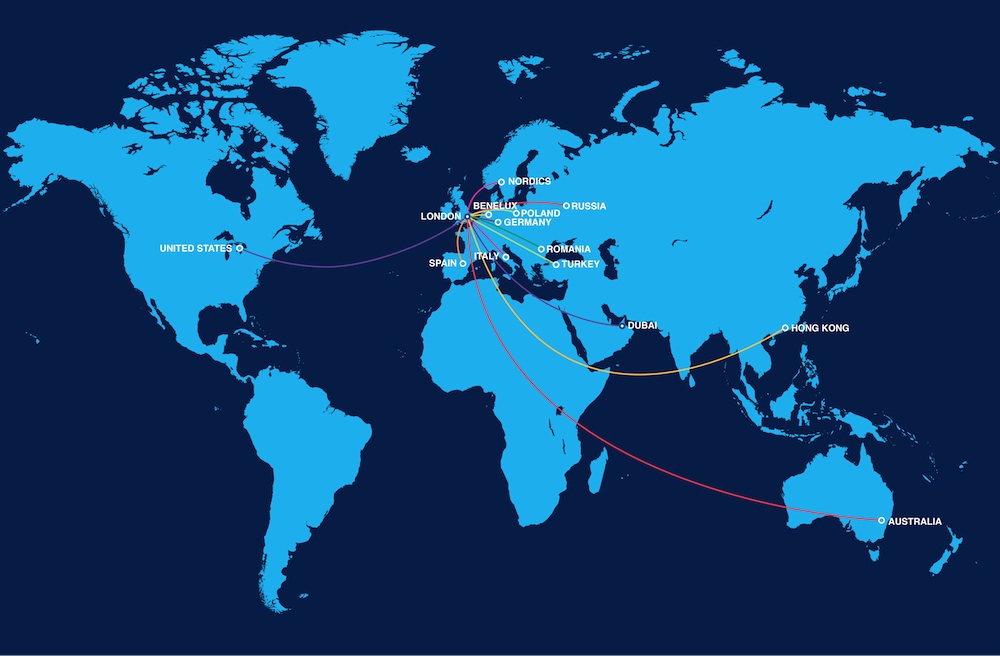 NORDICS
BENELUX
RUSSIA
LONDON
POLAND
GERMANY
UNITED STATES
ROMANIA
ITALY
SPAIN
TURKEY
DUBAI
HONG KONG
AUSTRALIA